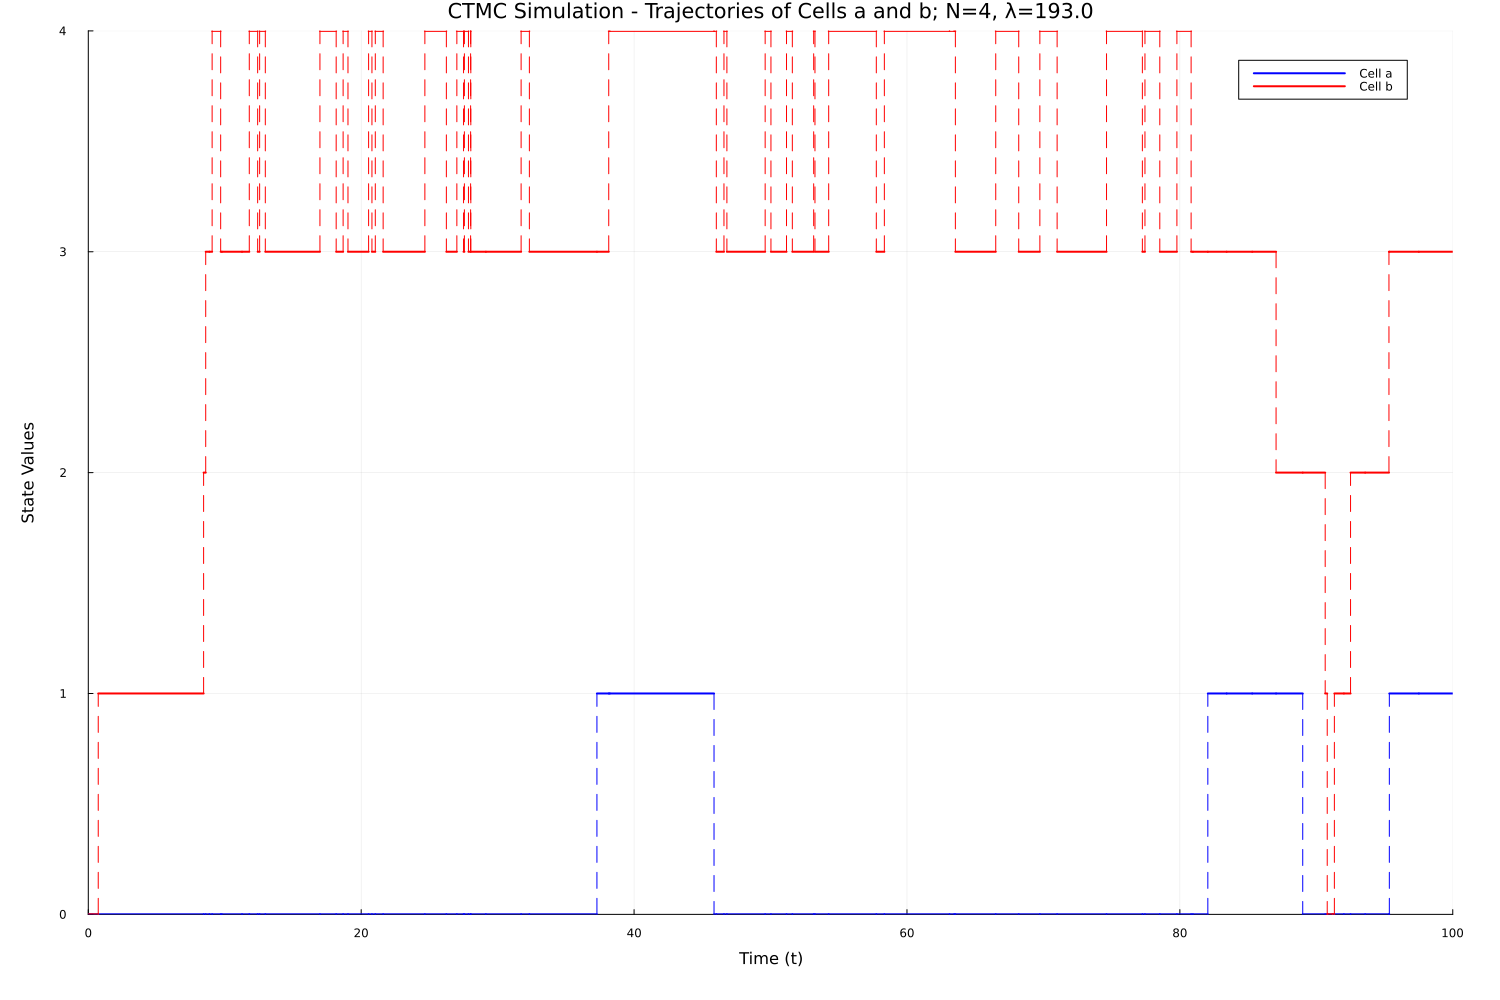 CTMC Simulation - Trajectories of Cells a and b; N=4, λ=193.0
4
Cell a
Cell b
3
State Values
2
1
0
0 20 40 60 80 100
Time (t)